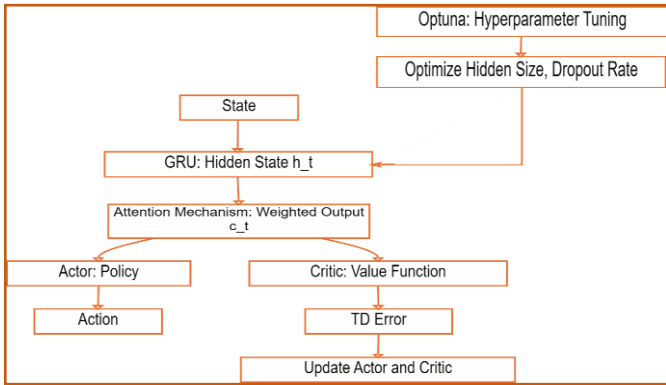 Optuna: Hyperparameter Tuning
Optimize Hidden Size, Dropout Rate
State
GRU: Hidden State h_t
Attention Mechanism: Weighted Output
c_t
Actor: Policy
Critic: Value Function
Action
TD Error
Update Actor and Critic